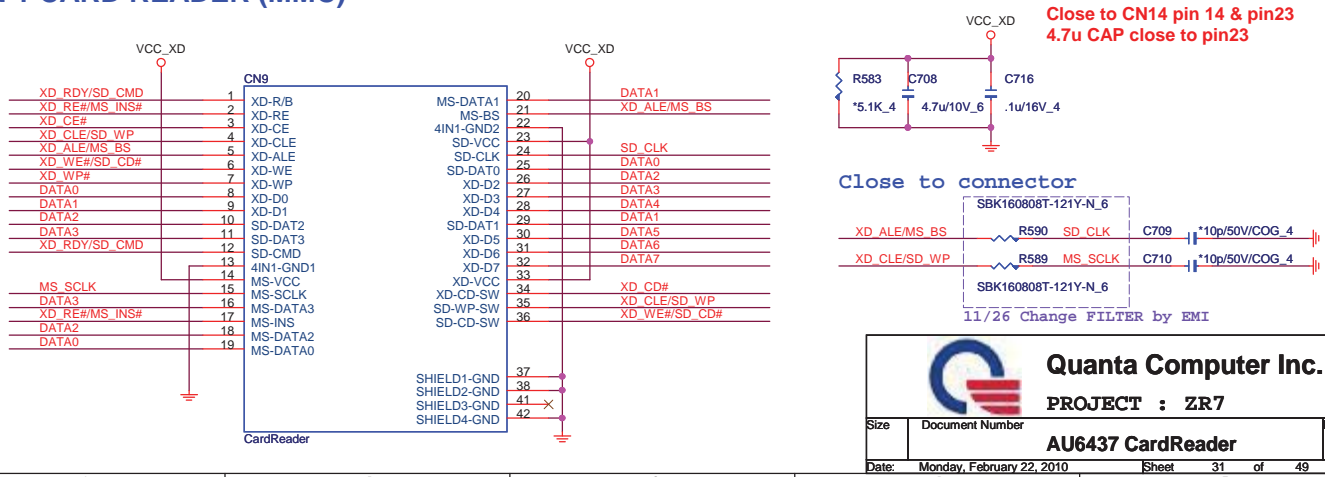 CARD READER (MMC)
VCC_XD
CN9
XD_RDY/SD_CMD 1 XD-R/B
XD_RE#/MS_INS# 2 XD-RE
XD_CE# 3 XD-CE
XD_CLE/SD_WP 4 XD-CLE
XD_ALE/MS_BS 5 XD-ALE
XD_WE#/SD_CD# 6 XD-WE
XD_WP# 7 XD-WP
DATA0 8 XD-D0
DATA1 9 XD-D1
DATA2 10 SD-DAT2
DATA3 11 SD-DAT3
XD_RDY/SD_CMD 12 SD-CMD
13 4IN1-GND1
14 MS-VCC
MS_SCLK 15 MS-SCLK
DATA3 16 MS-DATA3
XD_RE#/MS_INS# 17 MS-INS
DATA2 18 MS-DATA2
DATA0 19 MS-DATA0
VCC_XD
MS-DATA1 20 DATA1
MS-BS 21 XD_ALE/MS_BS
4IN1-GND2 22
SD-VCC 23
SD-CLK 24 SD_CLK
SD-DAT0 25 DATA0
XD-D2 26 DATA2
XD-D3 27 DATA3
XD-D4 28 DATA4
SD-DAT1 29 DATA1
XD-D5 30 DATA5
XD-D6 31 DATA6
XD-D7 32 DATA7
XD-VCC 33
XD-CD-SW 34 XD_CD#
SD-WP-SW 35 XD_CLE/SD_WP
SD-CD-SW 36 XD_WE#/SD_CD#
SHIELD1-GND 37
SHIELD2-GND 38
SHIELD3-GND 41
SHIELD4-GND 42
CardReader
VCC_XD
Close to CN14 pin 14 & pin23
4.7u CAP close to pin23
R583 C708 C716
*5.1K_4 4.7u/10V_6 .1u/16V_4
Close to connector
SBK160808T-121Y-N_6
XD_ALE/MS_BS R590 SD_CLK C709 *10p/50V/COG_4
XD_CLE/SD_WP R589 MS_SCLK C710 *10p/50V/COG_4
SBK160808T-121Y-N_6
11/26 Change FILTER by EMI
Quanta Computer Inc.
PROJECT : ZR7
Size Document Number
AU6437 CardReader
Date: Monday, February 22, 2010 Sheet 31 of 49